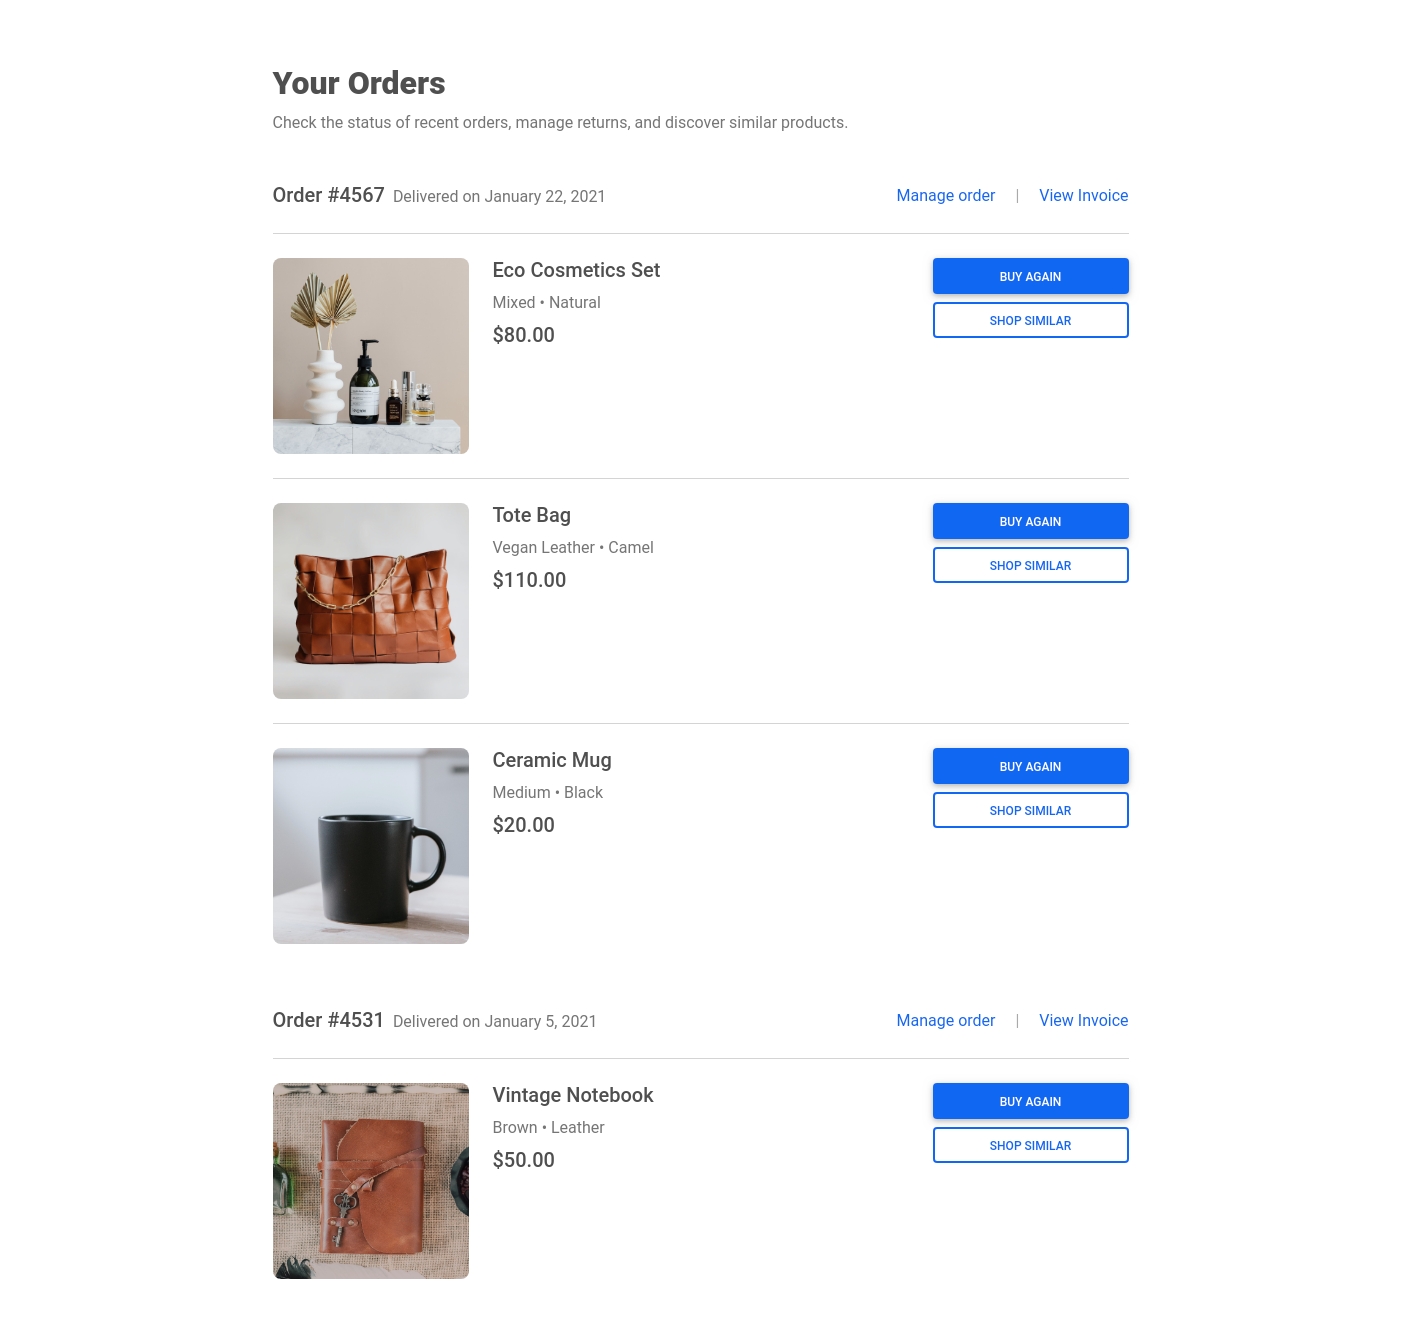 Your Orders
Check the status of recent orders, manage returns, and discover similar products.
Order #4567 Delivered on January 22, 2021 Manage order | View Invoice
Eco Cosmetics Set
Mixed • Natural
$80.00
BUY AGAIN
SHOP SIMILAR
Tote Bag
Vegan Leather • Camel
$110.00
BUY AGAIN
SHOP SIMILAR
Ceramic Mug
Medium • Black
$20.00
BUY AGAIN
SHOP SIMILAR
Order #4531 Delivered on January 5, 2021 Manage order | View Invoice
Vintage Notebook
Brown • Leather
$50.00
BUY AGAIN
SHOP SIMILAR